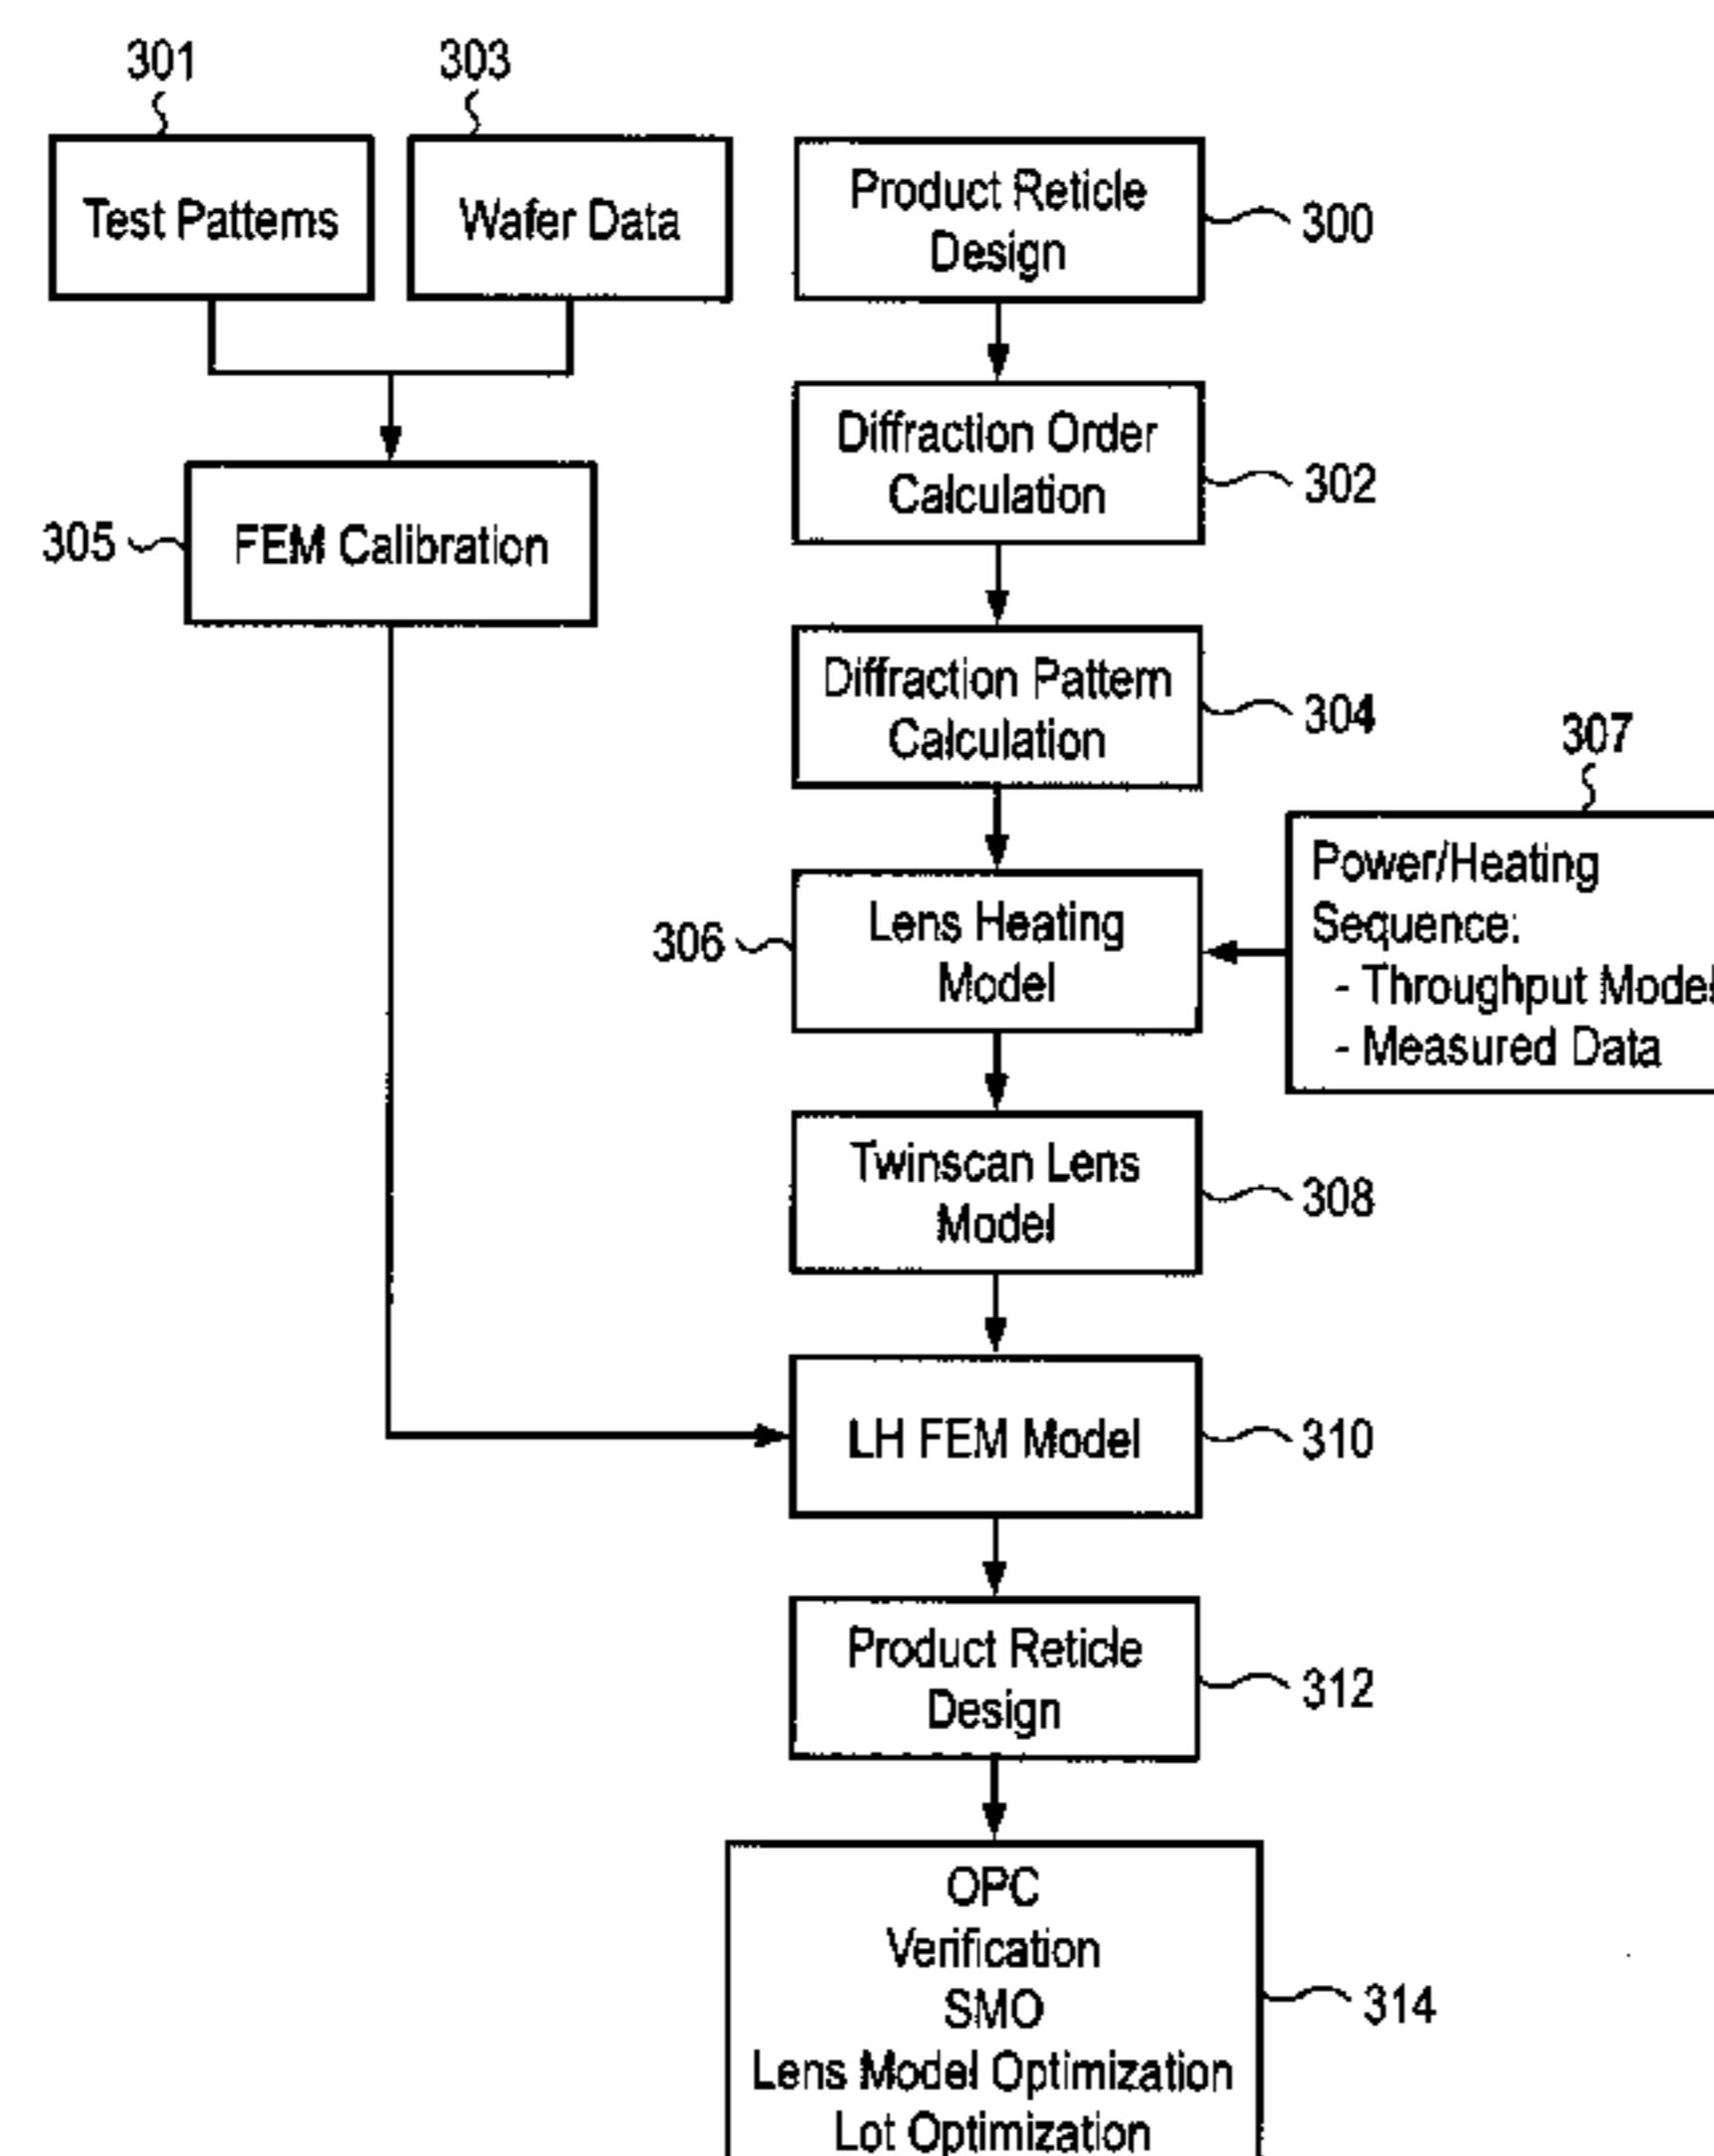 301
303
Test Patterns
Wafer Data
Product Reticle
Design
300
Diffraction Order
Calculation
302
305
FEM Calibration
Diffraction Pattern
Calculation
304
307
Power/Heating
Sequence:
- Throughput Model
- Measured Data
306
Lens Heating
Model
Twinscan Lens
Model
308
LH FEM Model
310
Product Reticle
Design
312
OPC
Verification
SMO
Lens Model Optimization
Lot Optimization
314